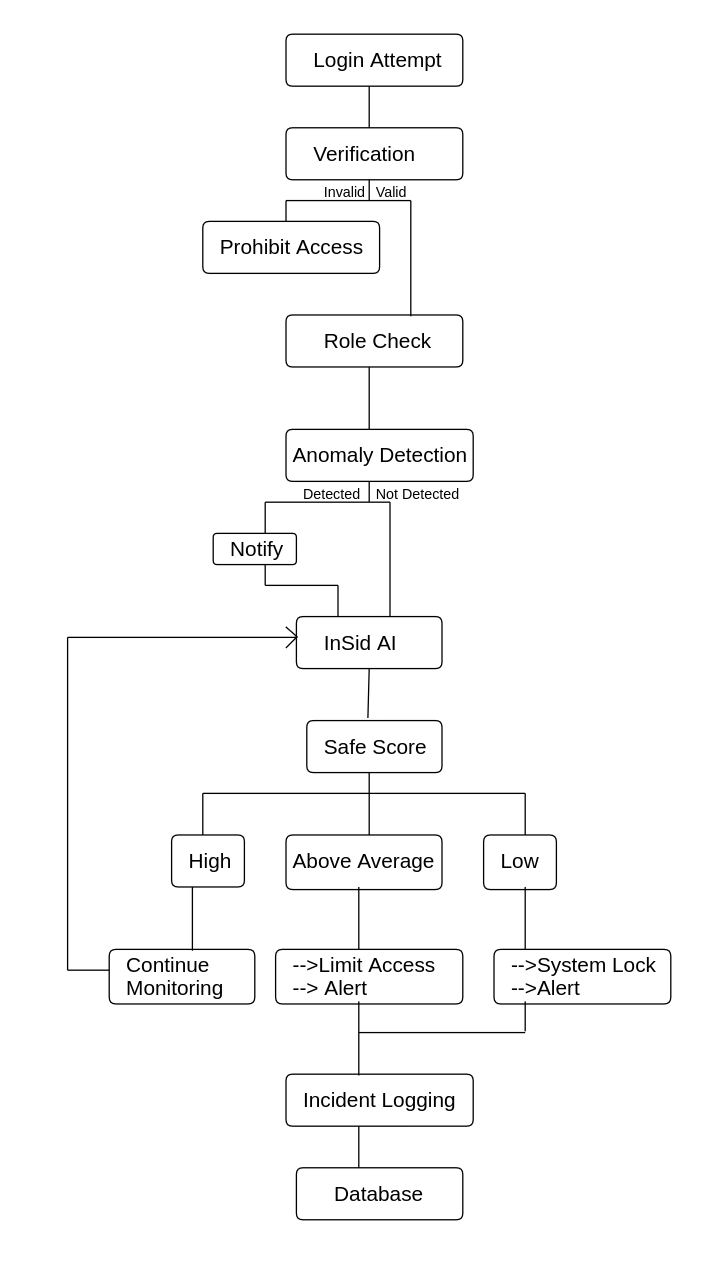 Login Attempt
Verification
Invalid Valid
Prohibit Access
Role Check
Anomaly Detection
Detected Not Detected
Notify
InSid AI
Safe Score
High
Above Average
Low
Continue
Monitoring
-->Limit Access
--> Alert
-->System Lock
-->Alert
Incident Logging
Database